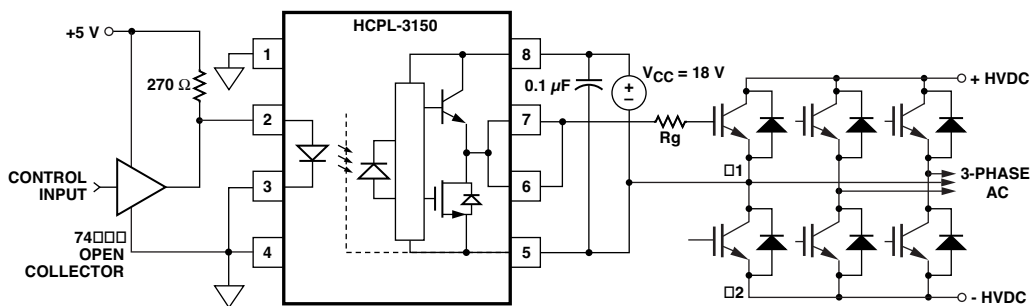 HCPL-3150
+5 V
1
8
270 Ω
0.1 µF
VCC = 18 V
+ HVDC
2
7
Rg
CONTROL
INPUT
3
6
1
3-PHASE
AC
74
OPEN
COLLECTOR
4
5
2
- HVDC